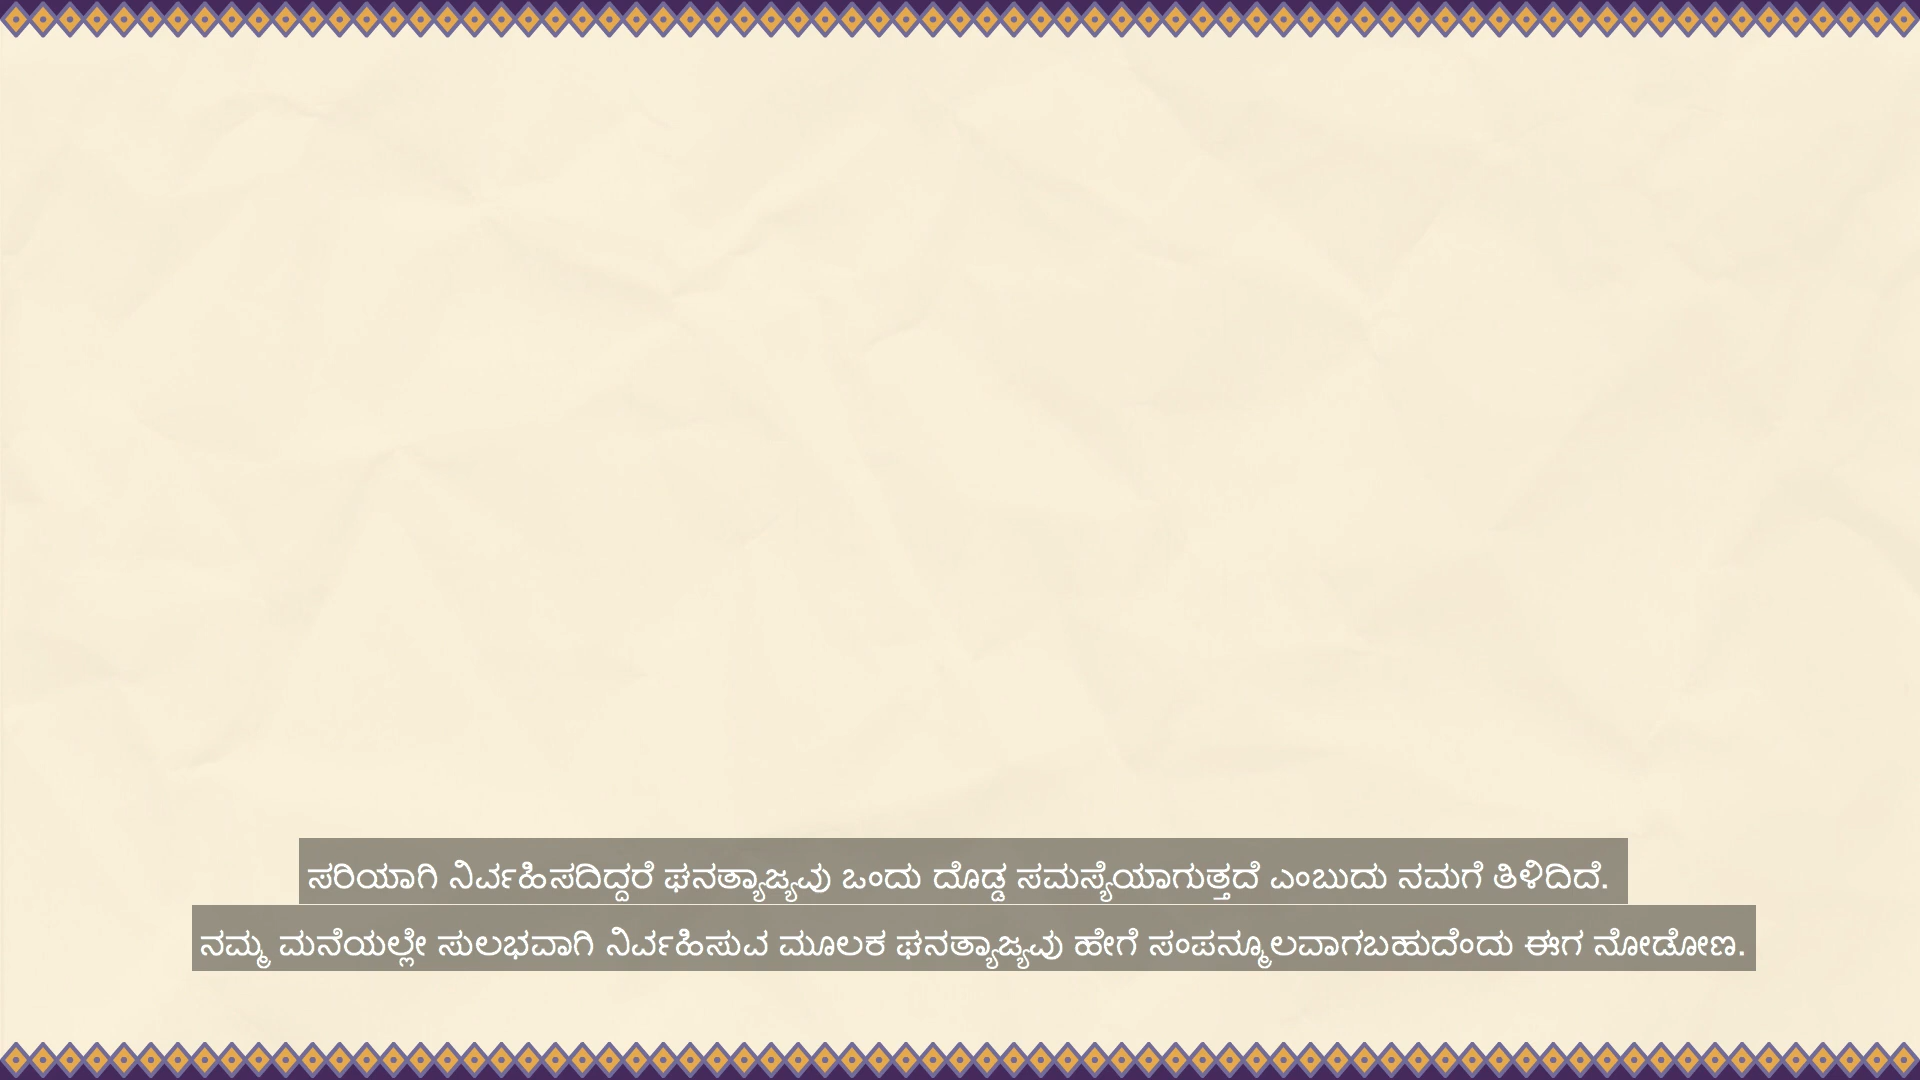 ಸರಿಯಾಗಿ ನಿರ್ವಹಿಸದಿದ್ದರೆ ಘನತ್ಯಾಜ್ಯವು ಒಂದು ದೊಡ್ಡ ಸಮಸ್ಯೆಯಾಗುತ್ತದೆ ಎಂಬುದು ನಮಗೆ ತಿಳಿದಿದೆ.
ನಮ್ಮ ಮನೆಯಲ್ಲೇ ಸುಲಭವಾಗಿ ನಿರ್ವಹಿಸುವ ಮೂಲಕ ಘನತ್ಯಾಜ್ಯವು ಹೇಗೆ ಸಂಪನ್ಮೂಲವಾಗಬಹುದೆಂದು ಈಗ ನೋಡೋಣ.